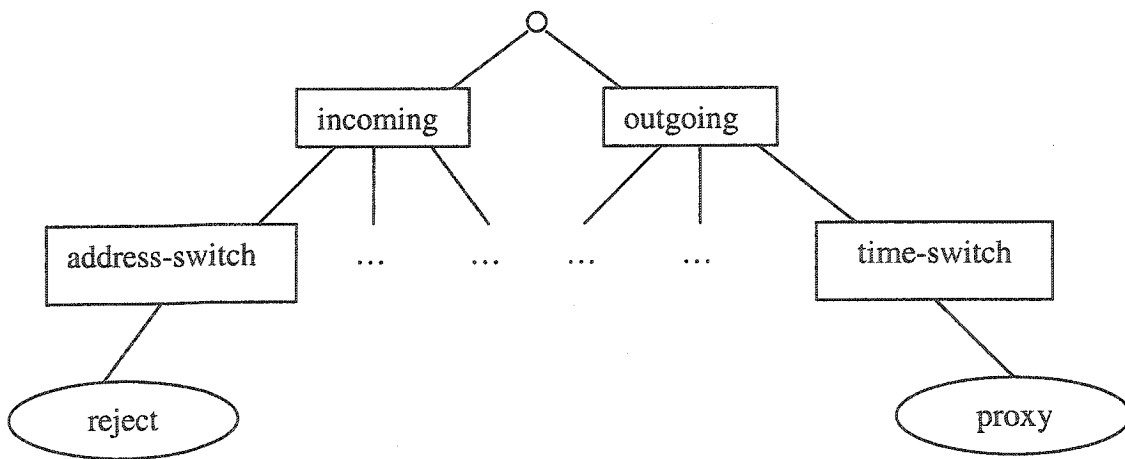 incoming
outgoing
address-switch
...
...
...
...
time-switch
reject
proxy